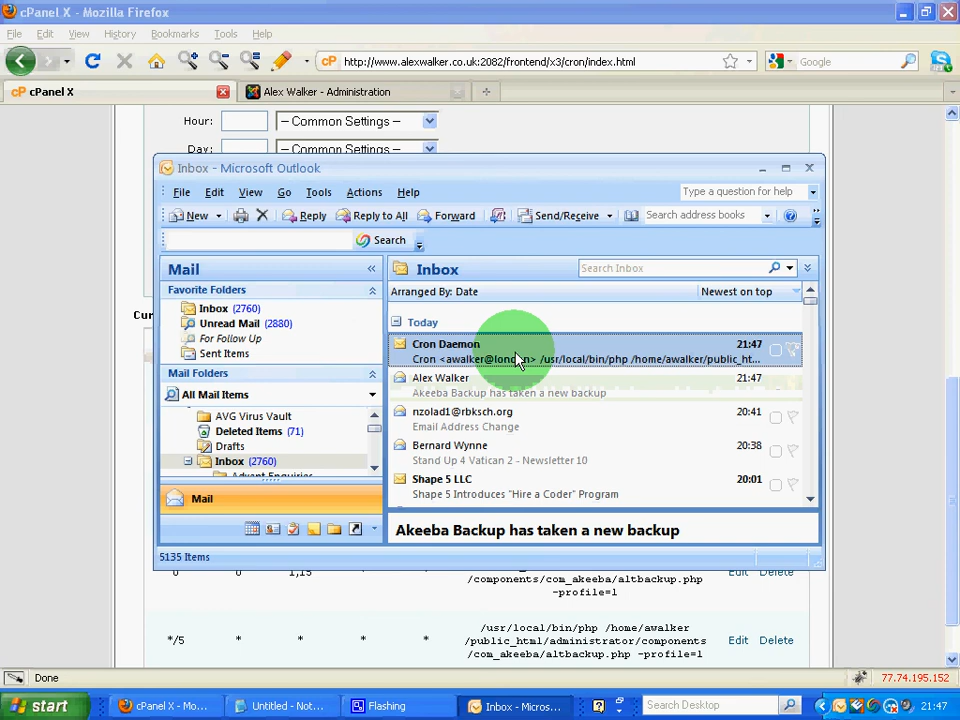 cPanel X - Mozilla Firefox
File Edit View History Bookmarks Tools Help
cP http://www.alexwalker.co.uk:2082/frontend/x3/cron/index.html Google
cP cPanel X Alex Walker - Administration
Hour: -- Common Settings --
Day: -- Common Settings --
Inbox - Microsoft Outlook
File Edit View Go Tools Actions Help Type a question for help
New Reply Reply to All Forward Send/Receive Search address books
Search
Mail
Favorite Folders
Inbox (2760)
Unread Mail (2880)
For Follow Up
Sent Items
Mail Folders
All Mail Items
AVG Virus Vault
Deleted Items (71)
Drafts
Inbox (2760)
Advent Enquiries
Mail
Inbox Search Inbox
Arranged By: Date Newest on top
Today
Cron Daemon 21:47
Cron <awalker@london> /usr/local/bin/php /home/awalker/public_ht...
Alex Walker 21:47
Akeeba Backup has taken a new backup
nzolad1@rbksch.org 20:41
Email Address Change
Bernard Wynne 20:38
Stand Up 4 Vatican 2 - Newsletter 10
Shape 5 LLC 20:01
Shape 5 Introduces "Hire a Coder" Program
Akeeba Backup has taken a new backup
5135 Items
Cur
0 0 1,15 * * Edit Delete
/components/com_akeeba/altbackup.php
-profile=1
/usr/local/bin/php /home/awalker
*/5 * * * * /public_html/administrator/components Edit Delete
/com_akeeba/altbackup.php -profile=1
Done 77.74.195.152
start cPanel X - Mo... Untitled - Not... Flashing Inbox - Micros... Search Desktop 21:47